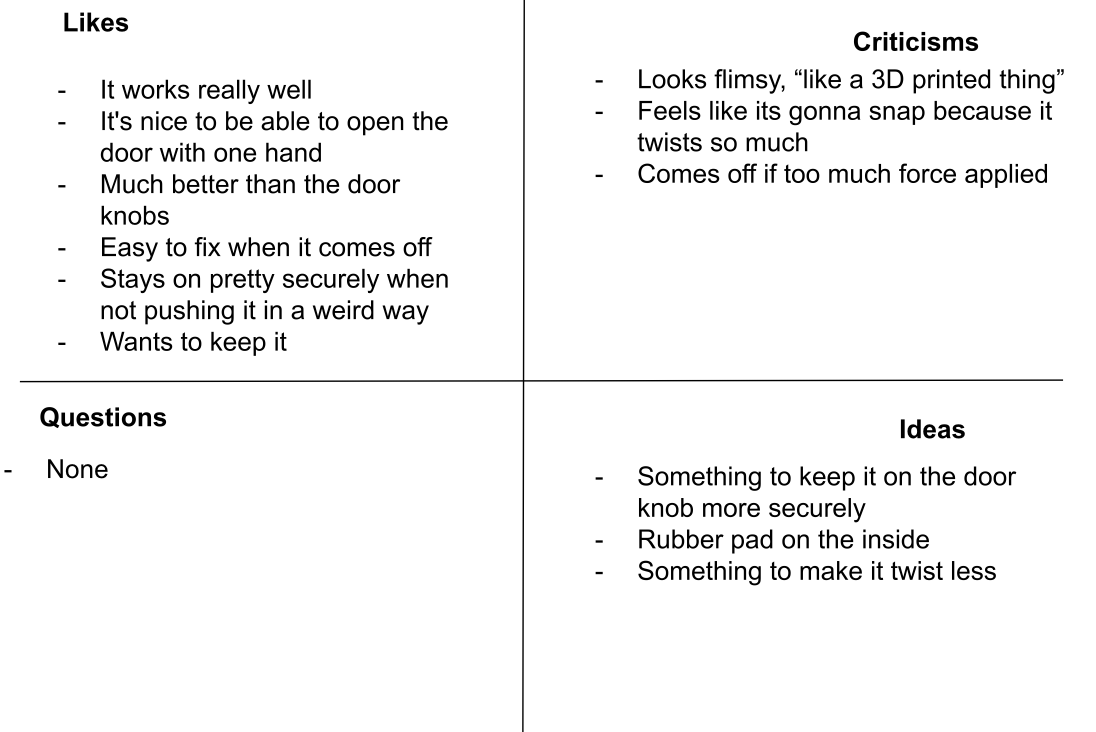 Likes
- It works really well
- It's nice to be able to open the
door with one hand
- Much better than the door
knobs
- Easy to fix when it comes off
- Stays on pretty securely when
not pushing it in a weird way
- Wants to keep it
Criticisms
- Looks flimsy, “like a 3D printed thing”
- Feels like its gonna snap because it
twists so much
- Comes off if too much force applied
Questions
- None
Ideas
- Something to keep it on the door
knob more securely
- Rubber pad on the inside
- Something to make it twist less